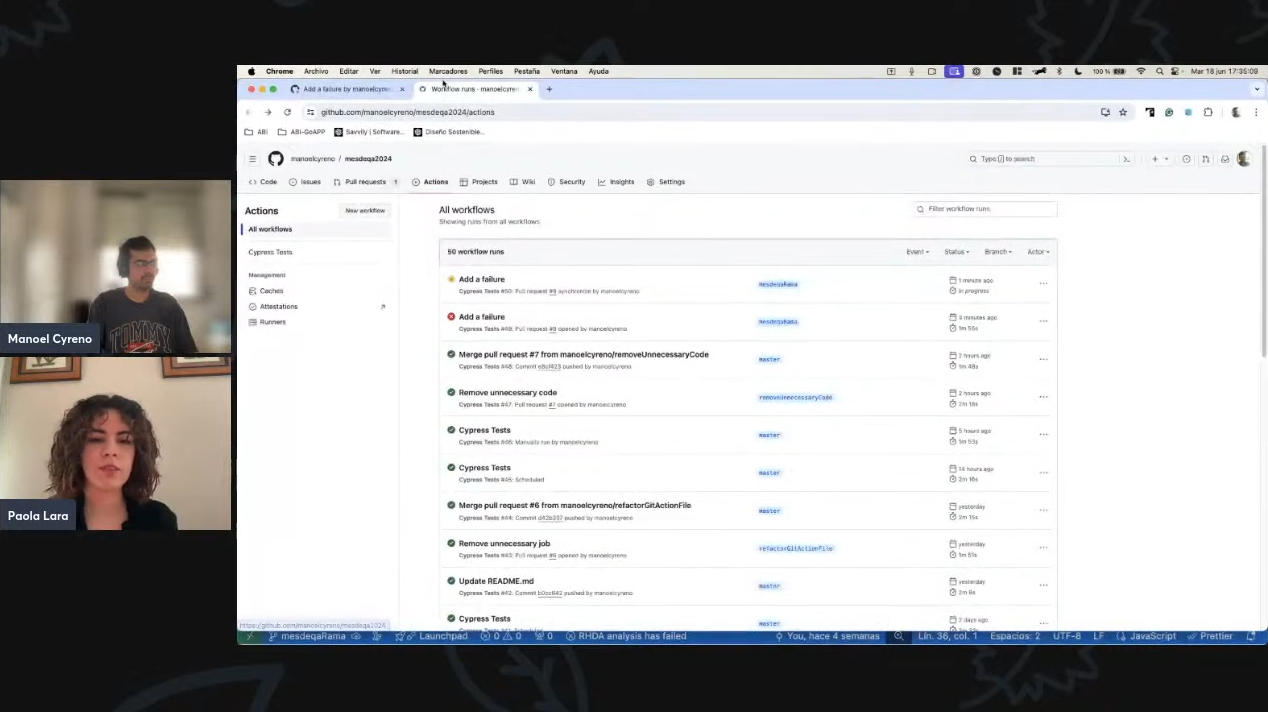 Chrome Archivo Editar Ver Historial Marcadores Perfiles Pestaña Ventana Ayuda
100 % Mar 18 jun 17:35:09
Add a failure by manoelcyre...
Workflow runs · manoelcyren
github.com/manoelcyreno/mesdeqa2024/actions
ABI ABI-GoAPP Savvily | Software... Diseño Sostenible...
manoelcyreno / mesdeqa2024
Type / to search
Code Issues Pull requests 1 Actions Projects Wiki Security Insights Settings
Actions
New workflow
All workflows
Cypress Tests
Management
Caches
Attestations
Runners
All workflows
Showing runs from all workflows
Filter workflow runs
50 workflow runs
Event Status Branch Actor
Add a failure
Cypress Tests #50: Pull request #9 synchronize by manoelcyreno
mesdeqaRama
1 minute ago
In progress
Add a failure
Cypress Tests #49: Pull request #9 opened by manoelcyreno
mesdeqaRama
minutes ago
Merge pull request #7 from manoelcyreno/removeUnnecessaryCode
Cypress Tests #48: Commit pushed by manoelcyreno
master
2 hours ago
1m 48s
Remove unnecessary code
Cypress Tests #47: Pull request #7 opened by manoelcyreno
removeUnnecessaryCode
2 hours ago
2m 18s
Cypress Tests
Cypress Tests #46: Manually run by manoelcyreno
master
5 hours ago
1m 53s
Cypress Tests
Cypress Tests #45: Scheduled
master
14 hours ago
2m 16s
Merge pull request #6 from manoelcyreno/refactorGitActionFile
Cypress Tests #44: Commit pushed by manoelcyreno
master
yesterday
2m 15s
Remove unnecessary job
Cypress Tests #43: Pull request #6 opened by manoelcyreno
refactorGitActionFile
yesterday
1m 51s
Update README.md
Cypress Tests #42: Commit pushed by manoelcyreno
master
yesterday
Cypress Tests
master
2 days ago
https://github.com/manoelcyreno/mesdeqa2024
mesdeqaRama Launchpad 0 0 0 RHDA analysis has failed You, hace 4 semanas Lín. 36, col. 1 Espacios: 2 UTF-8 LF JavaScript Prettier
Manoel Cyreno
TOMMY
Paola Lara